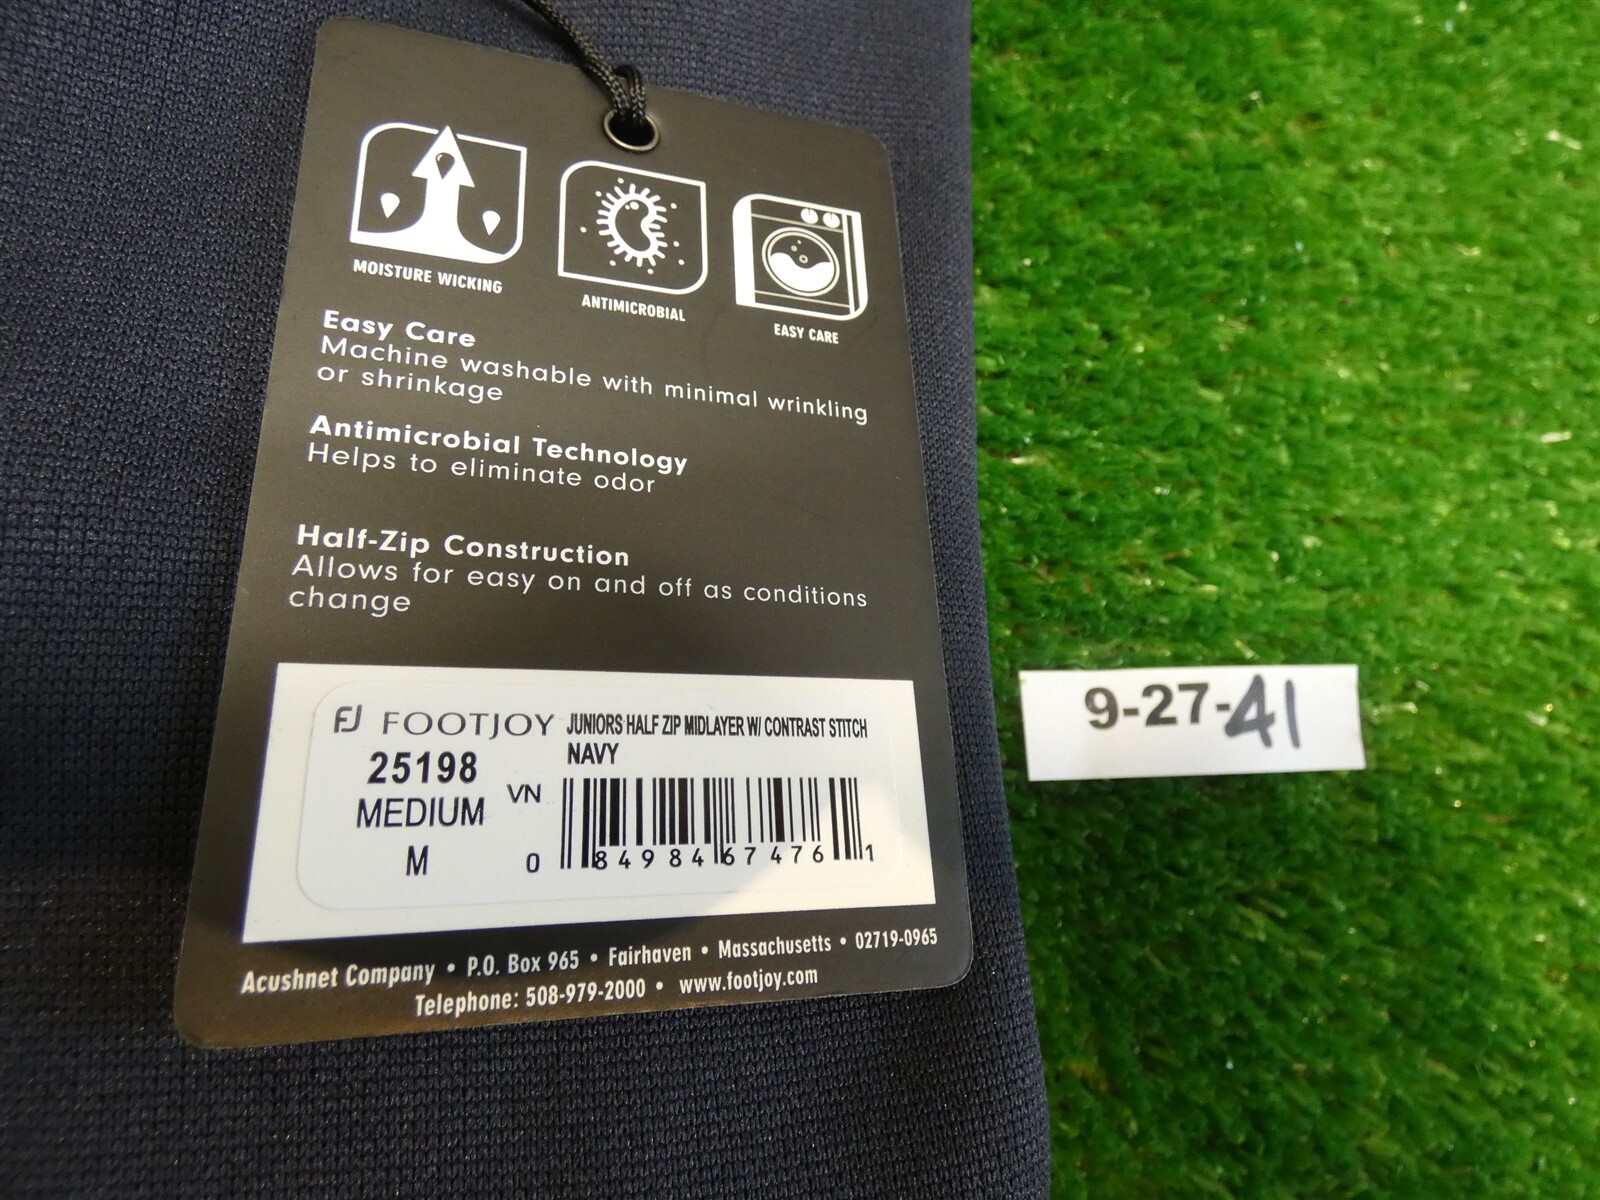 MOISTURE WICKING
ANTIMICROBIAL
EASY CARE
Easy Care
Machine washable with minimal wrinkling
or shrinkage
Antimicrobial Technology
Helps to eliminate odor
Half-Zip Construction
Allows for easy on and off as conditions
change
FJ FOOTJOY JUNIORS HALF ZIP MIDLAYER W/ CONTRAST STITCH
25198 NAVY
MEDIUM VN
M 0 84984 67476 1
9-27-41
Acushnet Company • P.O. Box 965 • Fairhaven • Massachusetts • 02719-0965
Telephone: 508-979-2000 • www.footjoy.com